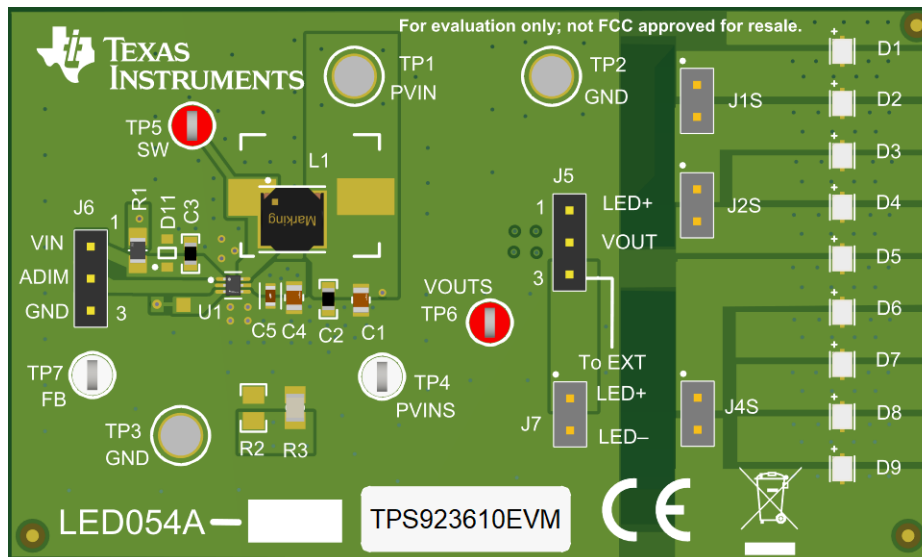 For evaluation only; not FCC approved for resale.
TEXAS
INSTRUMENTS
TP1
PVIN
TP2
GND
D1
D2
D3
D4
D5
D6
D7
D8
D9
J1S
J2S
J4S
TP5
SW
L1
Marking
J5
1
3
LED+
VOUT
J6
1
3
VIN
ADIM
GND
R1
D11
C3
U1
C5
C4
C2
C1
VOUTS
TP6
To EXT
TP7
FB
TP4
PVINS
J7
LED+
LED–
TP3
GND
R2
R3
LED054A–
TPS923610EVM
CE
+
+
+
+
+
+
+
+
+